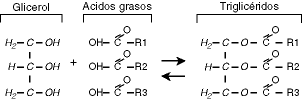 Glicerol Acidos grasos Triglicéridos
O O
H₂—C—OH OH—C—R1 H₂—C—O—C—R1
O O
H—C—OH + OH—C—R2 H—C—O—C—R2
O O
H₂—C—OH OH—C—R3 H₂—C—O—C—R3